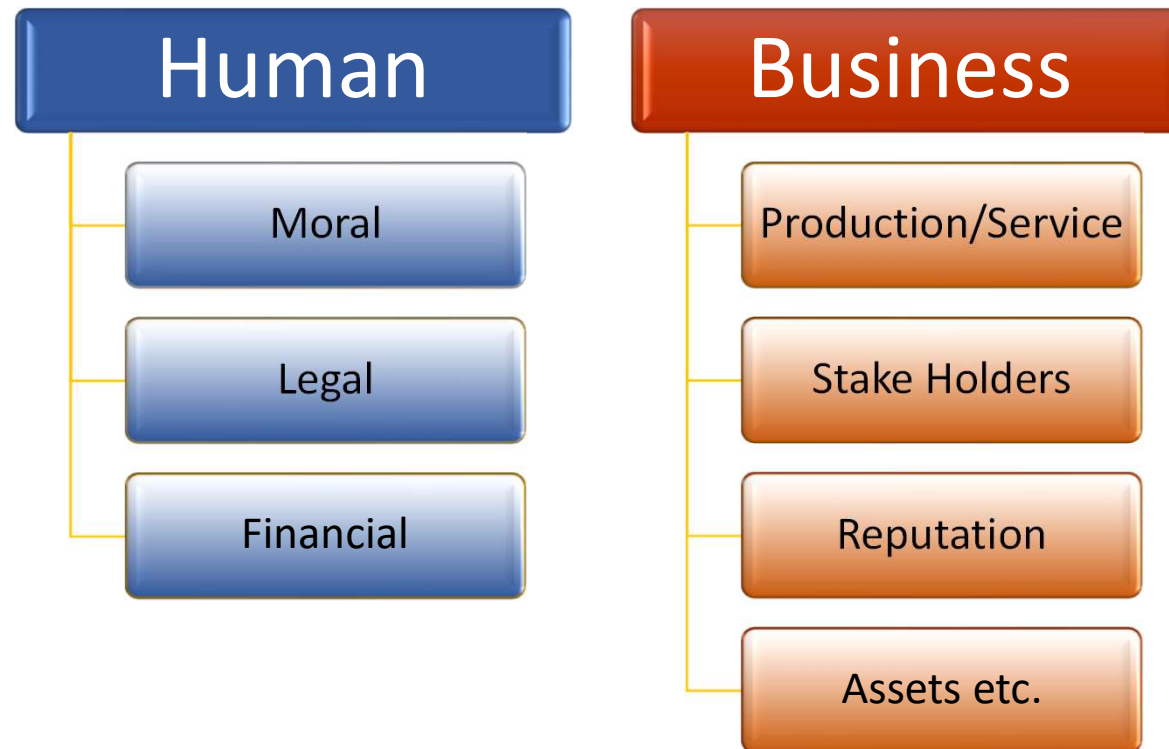 Human
Moral
Legal
Financial
Business
Production/Service
Stake Holders
Reputation
Assets etc.